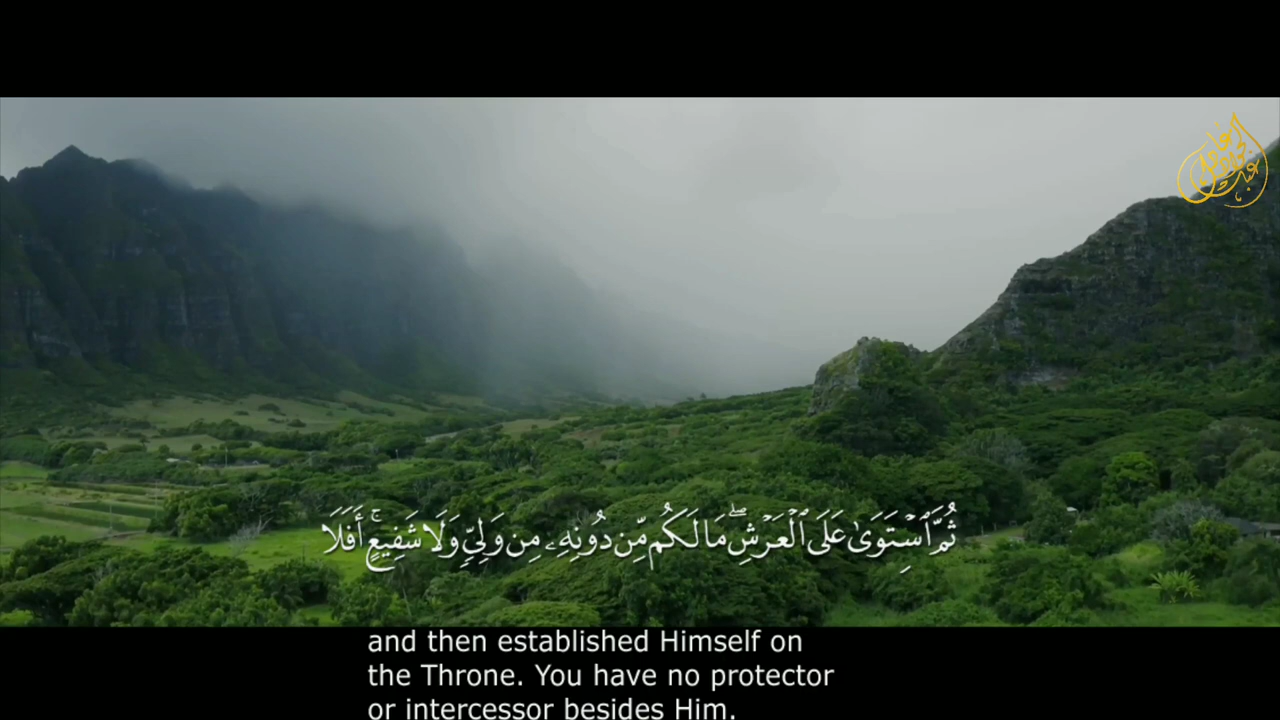 ثُمَّ ٱسۡتَوَىٰ عَلَى ٱلۡعَرۡشِۖ مَا لَكُم مِّن دُونِهِۦ مِن وَلِيّٖ وَلَا شَفِيعٍۚ أَفَلَا
and then established Himself on
the Throne. You have no protector
or intercessor besides Him.